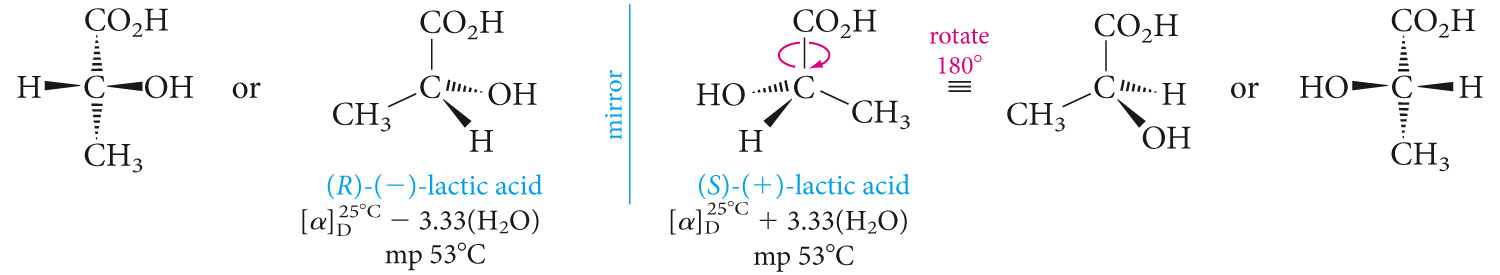 CO₂H
H C OH
CH₃
or
CO₂H
C
CH₃ OH
H
(R)-(−)-lactic acid
[α]D25°C − 3.33(H₂O)
mp 53°C
mirror
CO₂H
HO C
H CH₃
(S)-(+)-lactic acid
[α]D25°C + 3.33(H₂O)
mp 53°C
rotate
180°
≡
CO₂H
C H
CH₃ OH
or
CO₂H
HO C H
CH₃